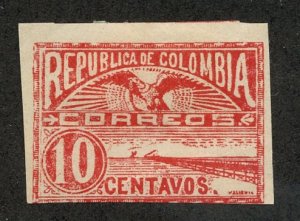 REPUBLICA DE COLOMBIA
CORREOS
10
CENTAVOS.